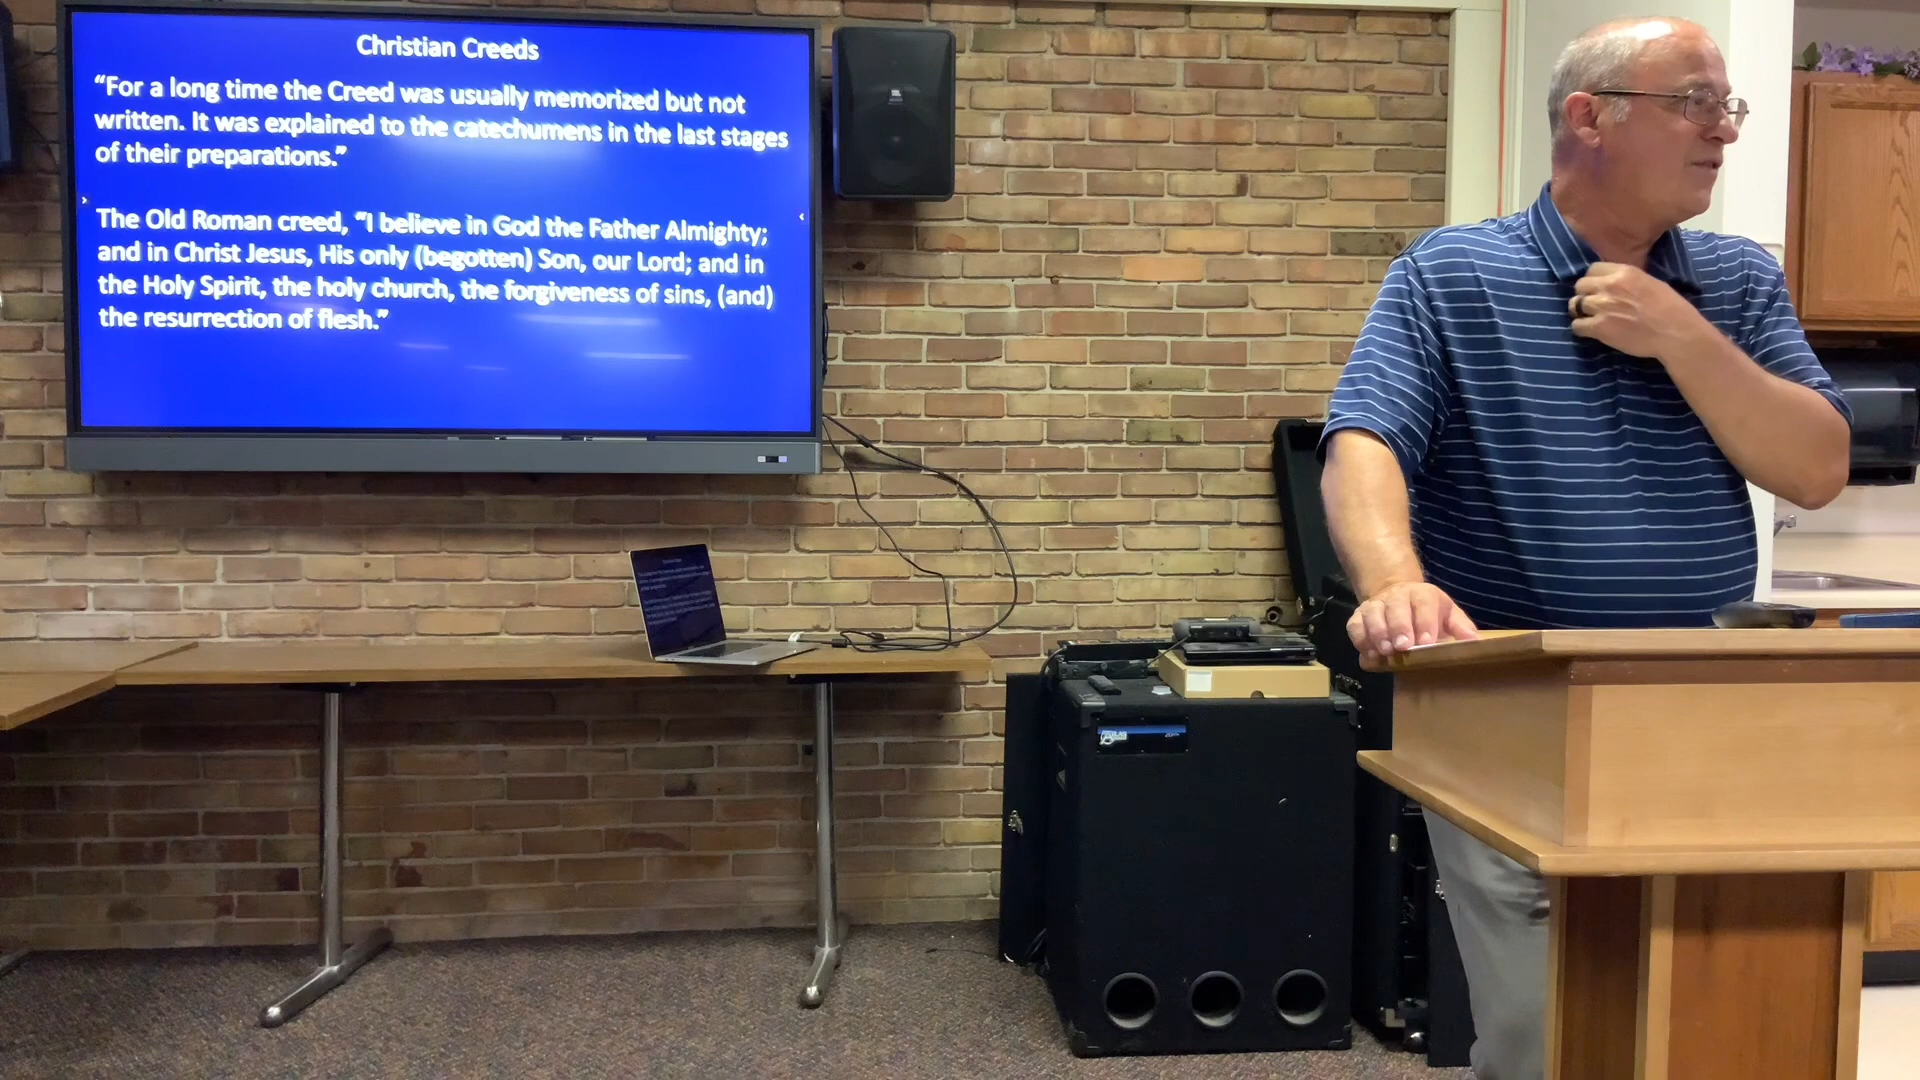 Christian Creeds
“For a long time the Creed was usually memorized but not
written. It was explained to the catechumens in the last stages
of their preparations.”
The Old Roman creed, “I believe in God the Father Almighty;
and in Christ Jesus, His only (begotten) Son, our Lord; and in
the Holy Spirit, the holy church, the forgiveness of sins, (and)
the resurrection of flesh.”
JBL